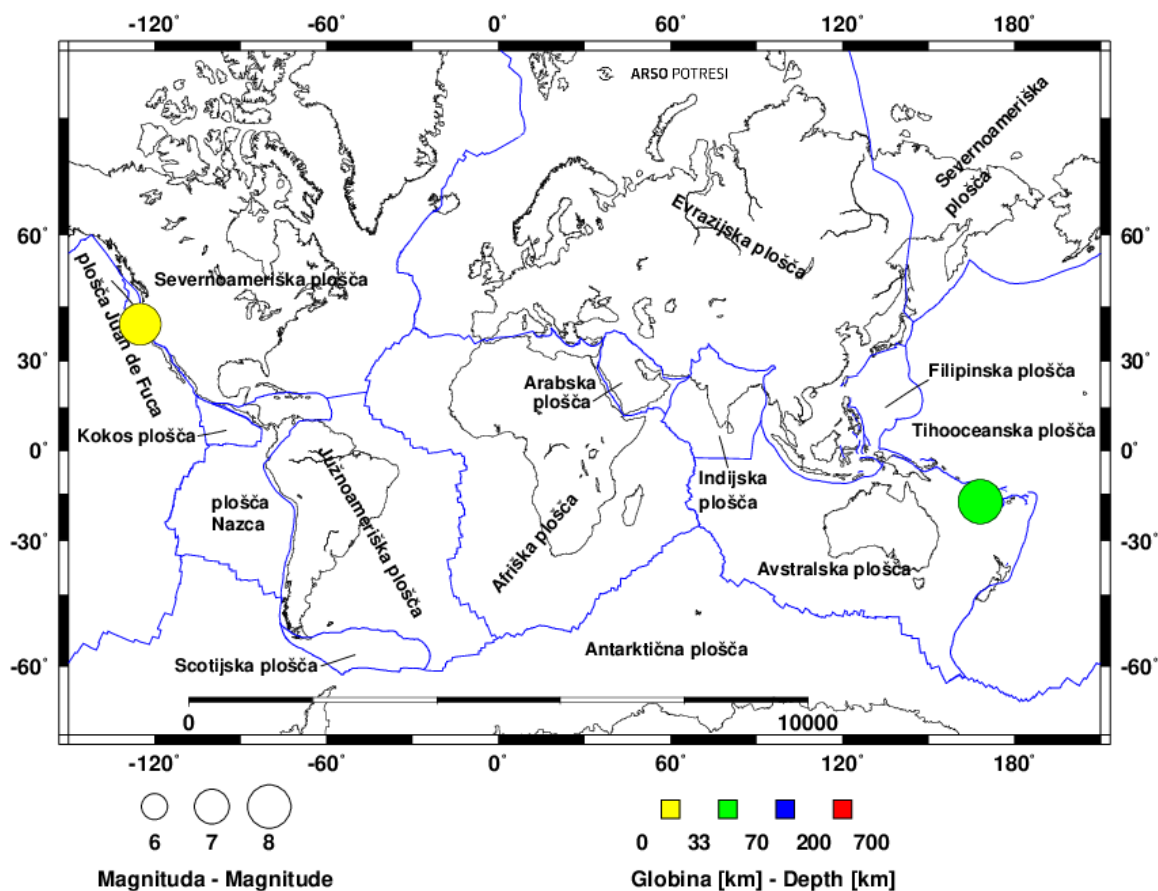 -120° -60° 0° 60° 120° 180°
ARSO POTRESI
Severnoameriška
plošča
Evrazijska plošča
60° 60°
plošča Juan de Fuca
Severnoameriška plošča
30° 30°
Arabska
plošča
Filipinska plošča
Kokos plošča
Tihooceanska plošča
0° 0°
Indijska
plošča
plošča
Nazca
Južnoameriška plošča
Afriška plošča
-30° -30°
Avstralska plošča
Antarktična plošča
Scotijska plošča
-60° -60°
0 10000
-120° -60° 0° 60° 120° 180°
6 7 8
0 33 70 200 700
Magnituda - Magnitude
Globina [km] - Depth [km]